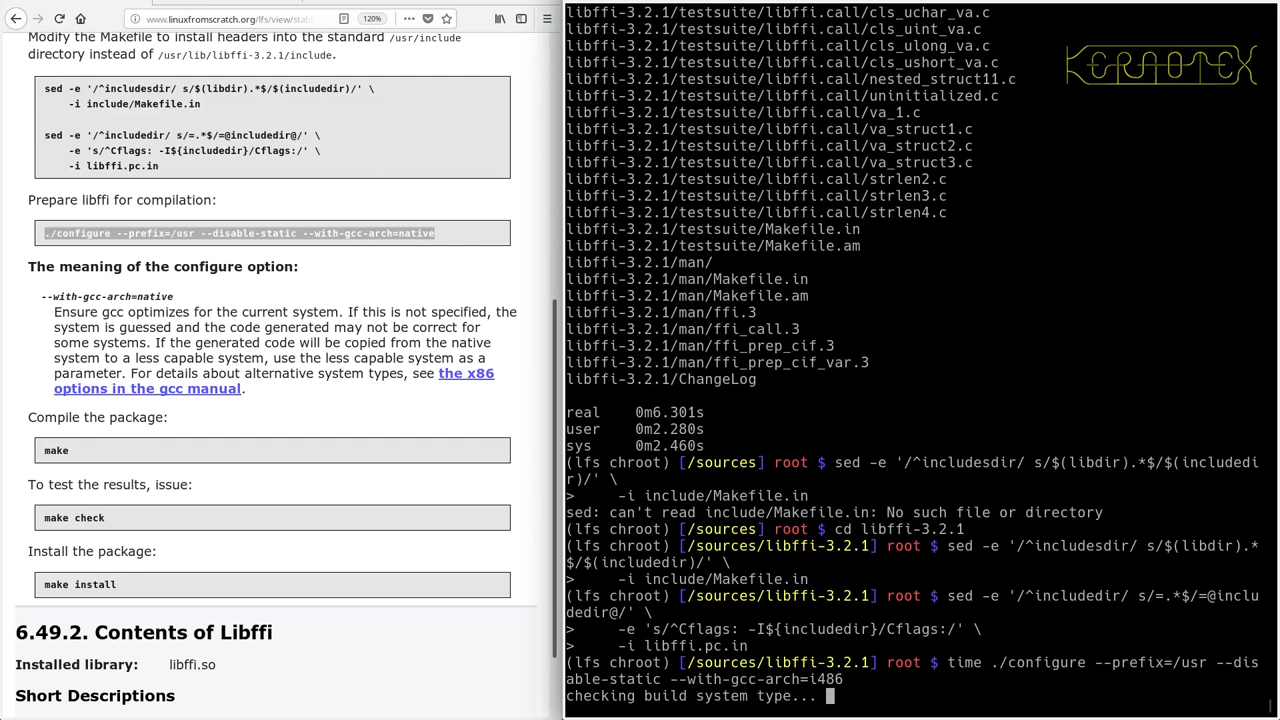 www.linuxfromscratch.org/lfs/view/stab
120%
Modify the Makefile to install headers into the standard /usr/include
directory instead of /usr/lib/libffi-3.2.1/include.
sed -e '/^includesdir/ s/$(libdir).*$/$(includedir)/' \
-i include/Makefile.in
sed -e '/^includedir/ s/=.*$/=@includedir@/' \
-e 's/^Cflags: -I${includedir}/Cflags:/' \
-i libffi.pc.in
Prepare libffi for compilation:
./configure --prefix=/usr --disable-static --with-gcc-arch=native
The meaning of the configure option:
--with-gcc-arch=native
Ensure gcc optimizes for the current system. If this is not specified, the
system is guessed and the code generated may not be correct for
some systems. If the generated code will be copied from the native
system to a less capable system, use the less capable system as a
parameter. For details about alternative system types, see the x86
options in the gcc manual.
Compile the package:
make
To test the results, issue:
make check
Install the package:
make install
6.49.2. Contents of Libffi
Installed library: libffi.so
Short Descriptions
KERAOTEX
libffi-3.2.1/testsuite/libffi.call/cls_uchar_va.c
libffi-3.2.1/testsuite/libffi.call/cls_uint_va.c
libffi-3.2.1/testsuite/libffi.call/cls_ulong_va.c
libffi-3.2.1/testsuite/libffi.call/cls_ushort_va.c
libffi-3.2.1/testsuite/libffi.call/nested_struct11.c
libffi-3.2.1/testsuite/libffi.call/uninitialized.c
libffi-3.2.1/testsuite/libffi.call/va_1.c
libffi-3.2.1/testsuite/libffi.call/va_struct1.c
libffi-3.2.1/testsuite/libffi.call/va_struct2.c
libffi-3.2.1/testsuite/libffi.call/va_struct3.c
libffi-3.2.1/testsuite/libffi.call/strlen2.c
libffi-3.2.1/testsuite/libffi.call/strlen3.c
libffi-3.2.1/testsuite/libffi.call/strlen4.c
libffi-3.2.1/testsuite/Makefile.in
libffi-3.2.1/testsuite/Makefile.am
libffi-3.2.1/man/
libffi-3.2.1/man/Makefile.in
libffi-3.2.1/man/Makefile.am
libffi-3.2.1/man/ffi.3
libffi-3.2.1/man/ffi_call.3
libffi-3.2.1/man/ffi_prep_cif.3
libffi-3.2.1/man/ffi_prep_cif_var.3
libffi-3.2.1/ChangeLog
real 0m6.301s
user 0m2.280s
sys 0m2.460s
(lfs chroot) [/sources] root $ sed -e '/^includesdir/ s/$(libdir).*$/$(includedi
r)/' \
> -i include/Makefile.in
sed: can't read include/Makefile.in: No such file or directory
(lfs chroot) [/sources] root $ cd libffi-3.2.1
(lfs chroot) [/sources/libffi-3.2.1] root $ sed -e '/^includesdir/ s/$(libdir).*
$/$(includedir)/' \
> -i include/Makefile.in
(lfs chroot) [/sources/libffi-3.2.1] root $ sed -e '/^includedir/ s/=.*$/=@inclu
dedir@/' \
> -e 's/^Cflags: -I${includedir}/Cflags:/' \
> -i libffi.pc.in
(lfs chroot) [/sources/libffi-3.2.1] root $ time ./configure --prefix=/usr --dis
able-static --with-gcc-arch=i486
checking build system type...